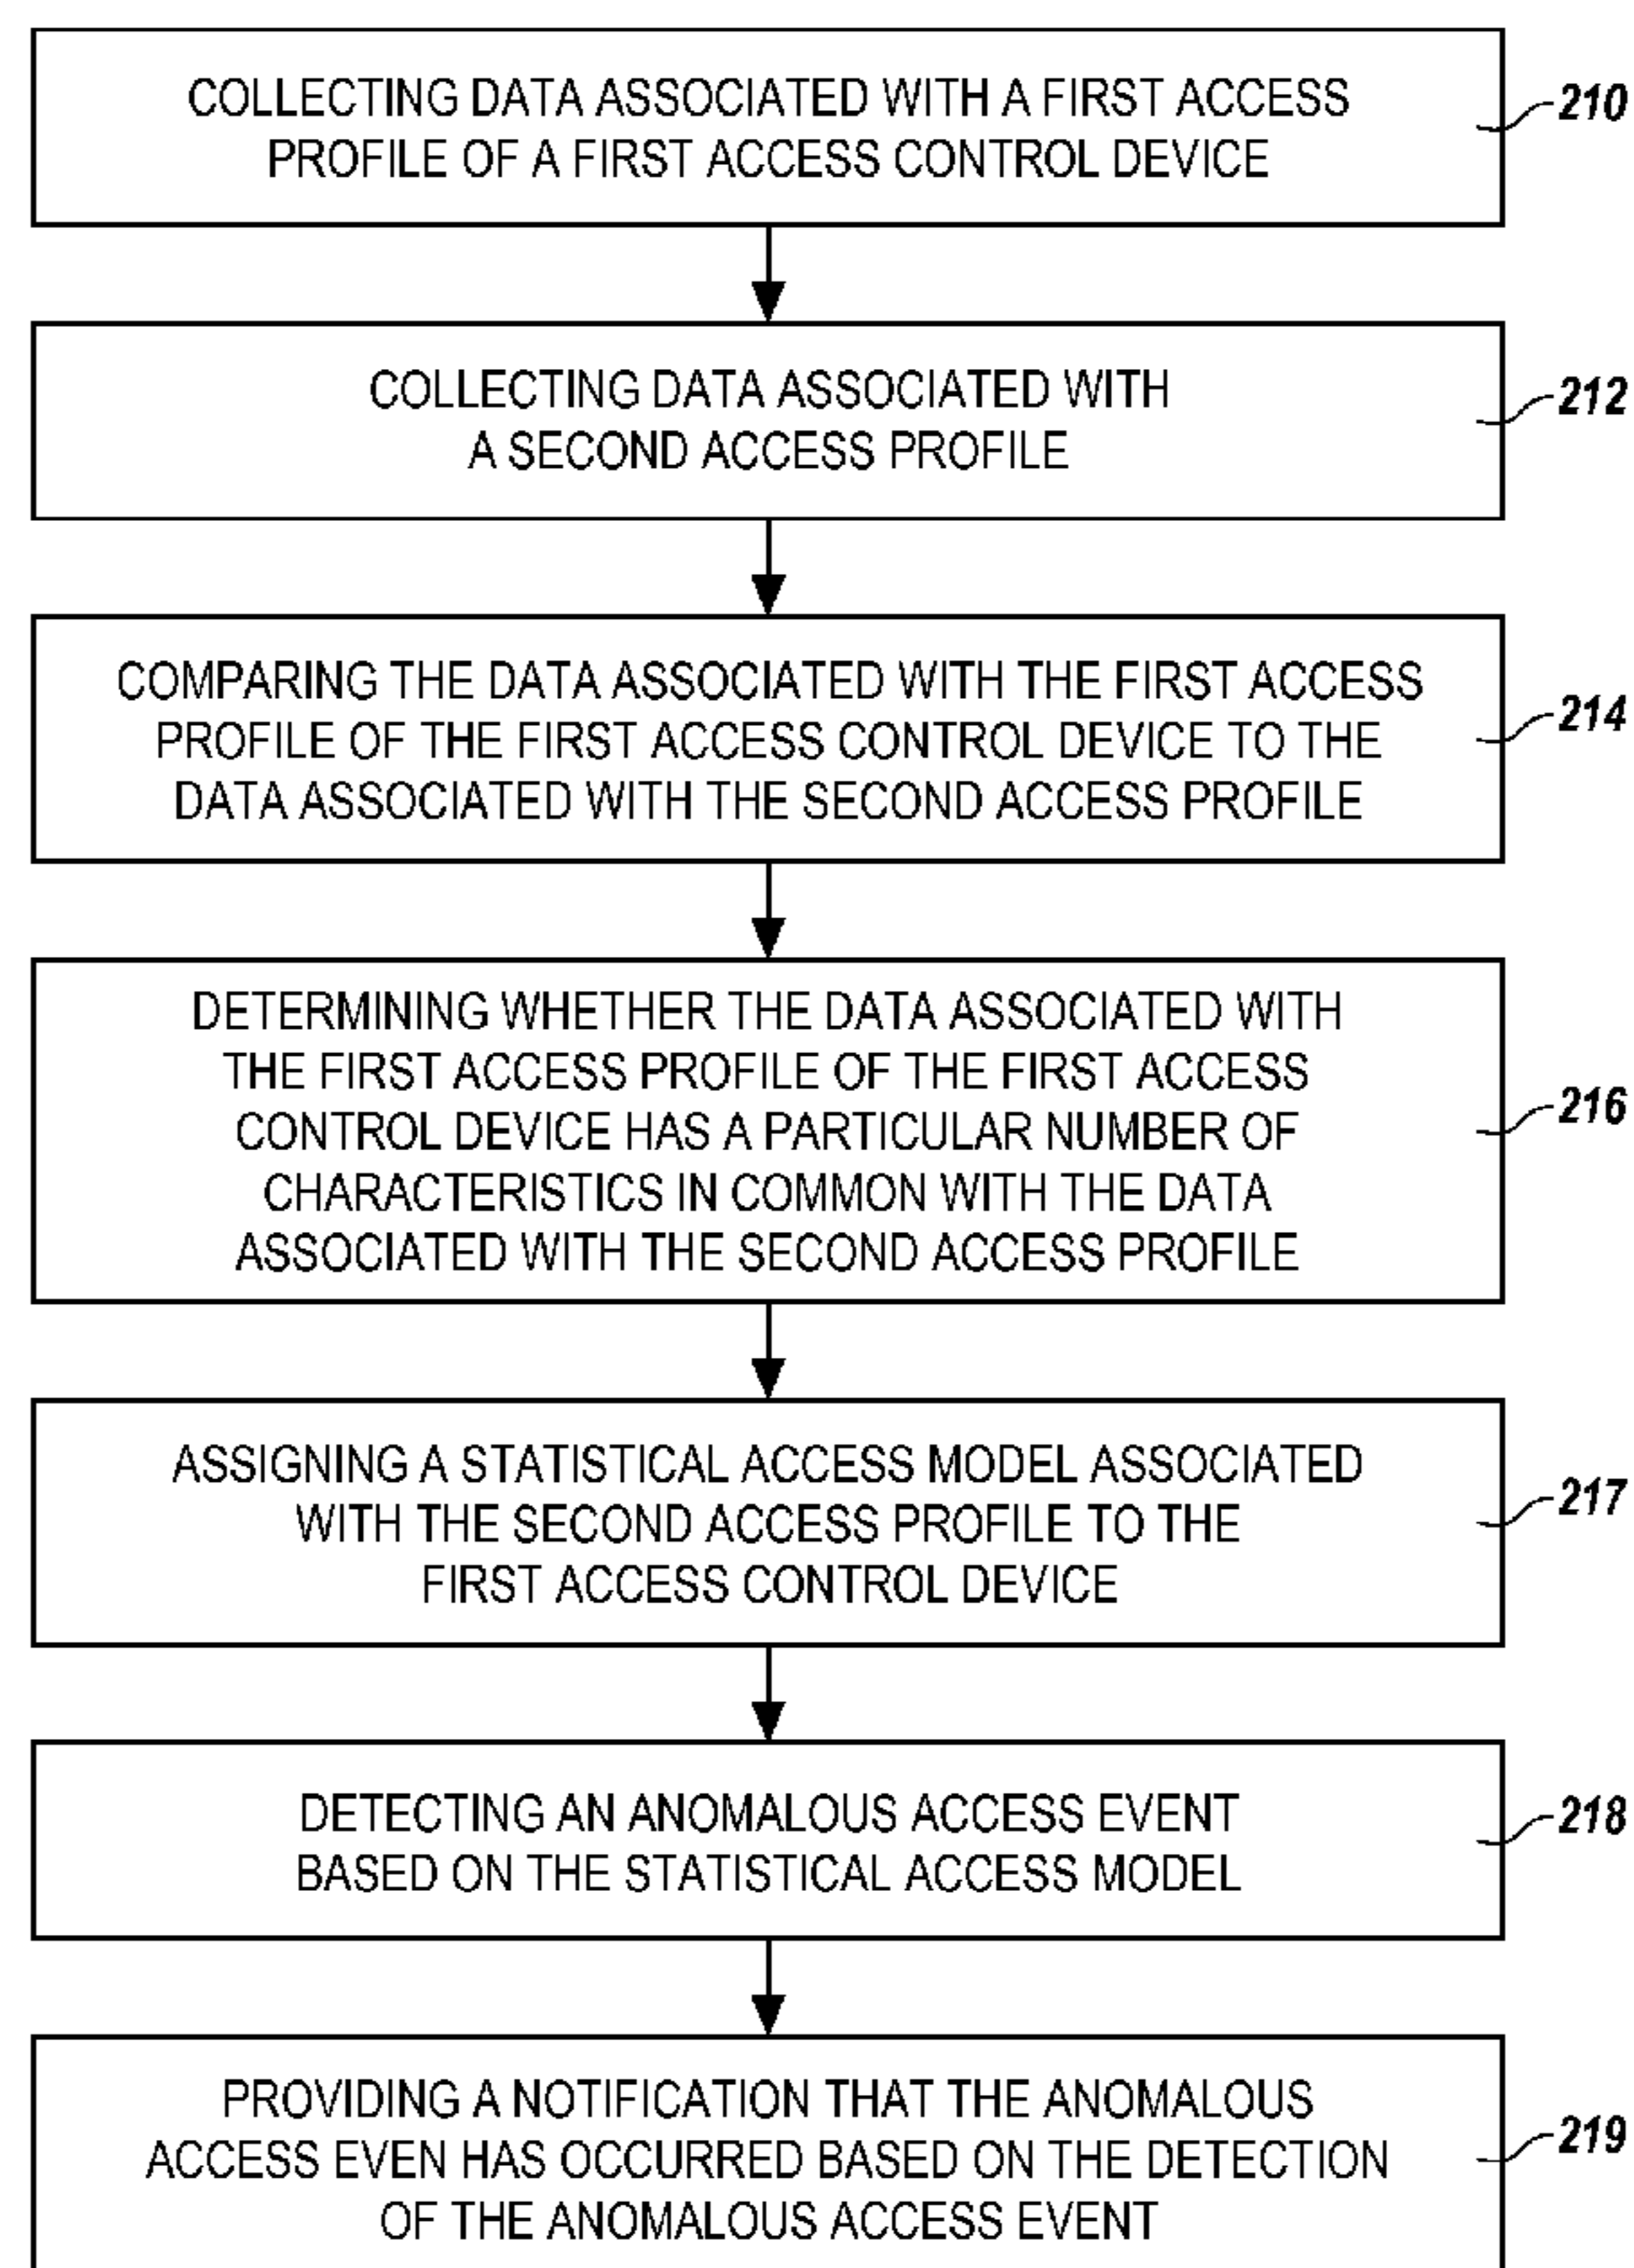 COLLECTING DATA ASSOCIATED WITH A FIRST ACCESS
PROFILE OF A FIRST ACCESS CONTROL DEVICE
210
COLLECTING DATA ASSOCIATED WITH
A SECOND ACCESS PROFILE
212
COMPARING THE DATA ASSOCIATED WITH THE FIRST ACCESS
PROFILE OF THE FIRST ACCESS CONTROL DEVICE TO THE
DATA ASSOCIATED WITH THE SECOND ACCESS PROFILE
214
DETERMINING WHETHER THE DATA ASSOCIATED WITH
THE FIRST ACCESS PROFILE OF THE FIRST ACCESS
CONTROL DEVICE HAS A PARTICULAR NUMBER OF
CHARACTERISTICS IN COMMON WITH THE DATA
ASSOCIATED WITH THE SECOND ACCESS PROFILE
216
ASSIGNING A STATISTICAL ACCESS MODEL ASSOCIATED
WITH THE SECOND ACCESS PROFILE TO THE
FIRST ACCESS CONTROL DEVICE
217
DETECTING AN ANOMALOUS ACCESS EVENT
BASED ON THE STATISTICAL ACCESS MODEL
218
PROVIDING A NOTIFICATION THAT THE ANOMALOUS
ACCESS EVEN HAS OCCURRED BASED ON THE DETECTION
OF THE ANOMALOUS ACCESS EVENT
219